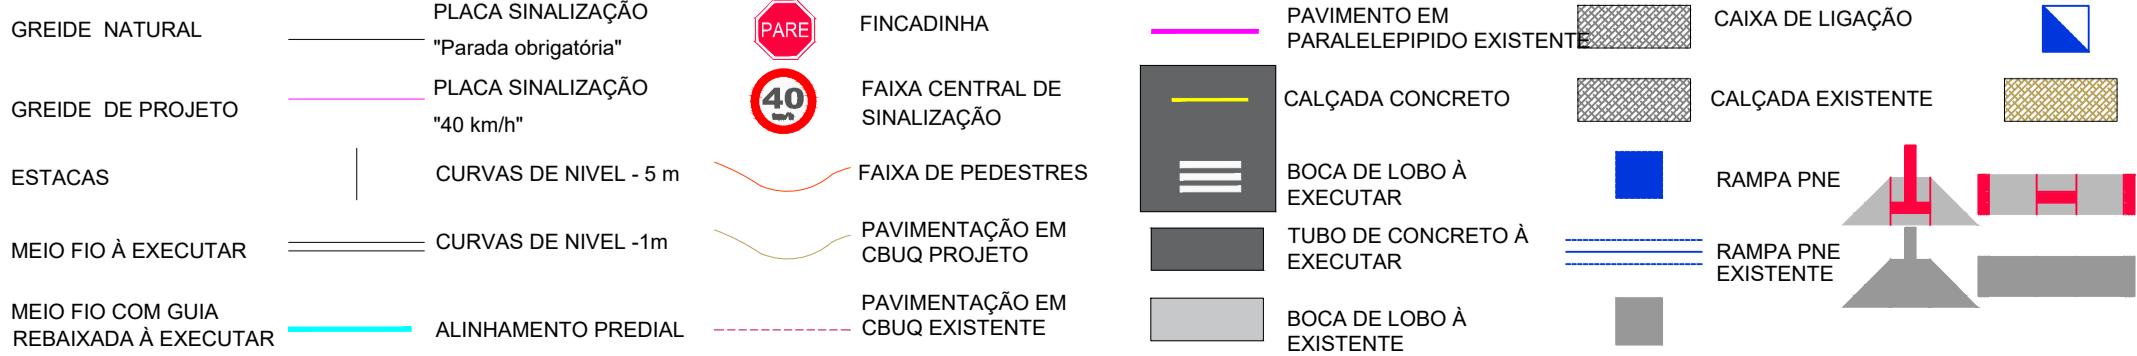 GREIDE  NATURAL
GREIDE  DE PROJETO
ESTACAS
MEIO FIO À EXECUTAR
MEIO FIO COM GUIA
REBAIXADA À EXECUTAR
PLACA SINALIZAÇÃO
"Parada obrigatória"
PARE
PLACA SINALIZAÇÃO
"40 km/h"
40
km/h
CURVAS DE NIVEL - 5 m
CURVAS DE NIVEL -1m
ALINHAMENTO PREDIAL
FINCADINHA
FAIXA CENTRAL DE
SINALIZAÇÃO
FAIXA DE PEDESTRES
PAVIMENTAÇÃO EM
CBUQ PROJETO
PAVIMENTAÇÃO EM
CBUQ EXISTENTE
PAVIMENTO EM
PARALELEPIPIDO EXISTENTE
CALÇADA CONCRETO
BOCA DE LOBO À
EXECUTAR
TUBO DE CONCRETO À
EXECUTAR
BOCA DE LOBO À
EXISTENTE
CAIXA DE LIGAÇÃO
CALÇADA EXISTENTE
RAMPA PNE
RAMPA PNE
EXISTENTE